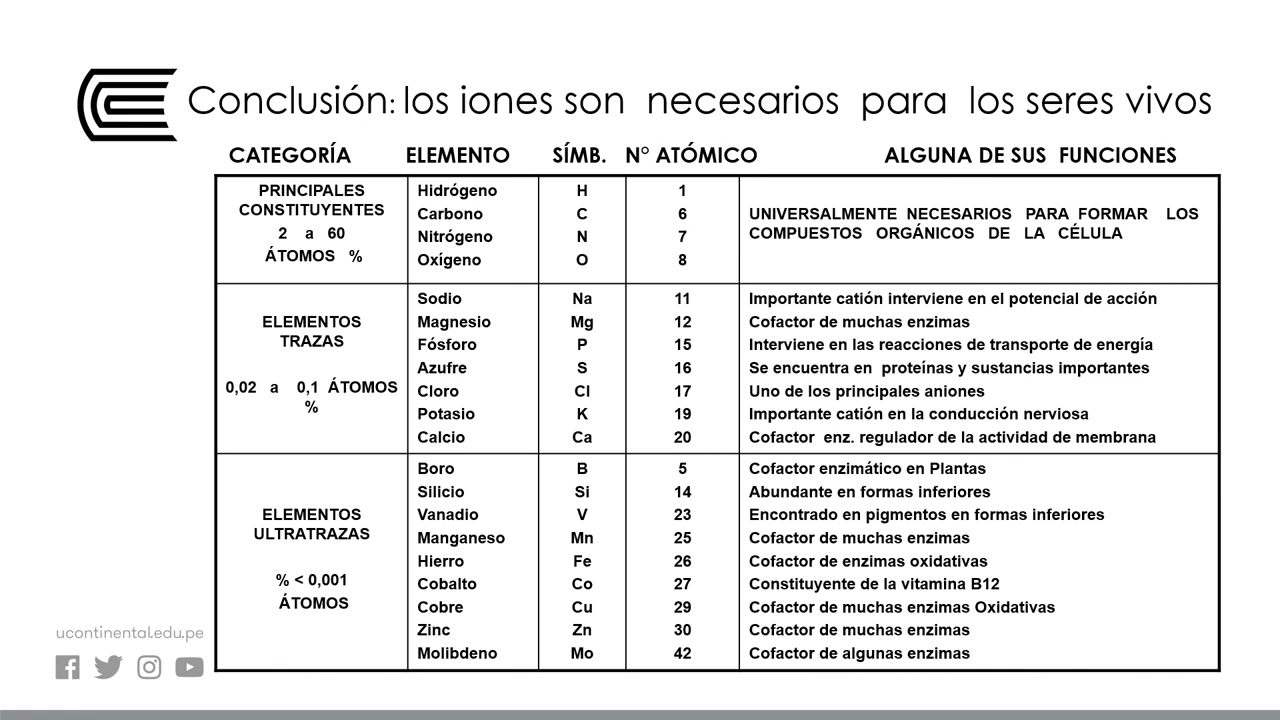 Conclusión: los iones son necesarios para los seres vivos
CATEGORÍA ELEMENTO SÍMB. N° ATÓMICO ALGUNA DE SUS FUNCIONES
PRINCIPALES
CONSTITUYENTES
2 a 60
ÁTOMOS %
Hidrógeno H 1
Carbono C 6
Nitrógeno N 7
Oxígeno O 8
UNIVERSALMENTE NECESARIOS PARA FORMAR LOS
COMPUESTOS ORGÁNICOS DE LA CÉLULA
ELEMENTOS
TRAZAS
0,02 a 0,1 ÁTOMOS
%
Sodio Na 11 Importante catión interviene en el potencial de acción
Magnesio Mg 12 Cofactor de muchas enzimas
Fósforo P 15 Interviene en las reacciones de transporte de energía
Azufre S 16 Se encuentra en proteínas y sustancias importantes
Cloro Cl 17 Uno de los principales aniones
Potasio K 19 Importante catión en la conducción nerviosa
Calcio Ca 20 Cofactor enz. regulador de la actividad de membrana
ELEMENTOS
ULTRATRAZAS
% < 0,001
ÁTOMOS
Boro B 5 Cofactor enzimático en Plantas
Silicio Si 14 Abundante en formas inferiores
Vanadio V 23 Encontrado en pigmentos en formas inferiores
Manganeso Mn 25 Cofactor de muchas enzimas
Hierro Fe 26 Cofactor de enzimas oxidativas
Cobalto Co 27 Constituyente de la vitamina B12
Cobre Cu 29 Cofactor de muchas enzimas Oxidativas
Zinc Zn 30 Cofactor de muchas enzimas
Molibdeno Mo 42 Cofactor de algunas enzimas
ucontinental.edu.pe